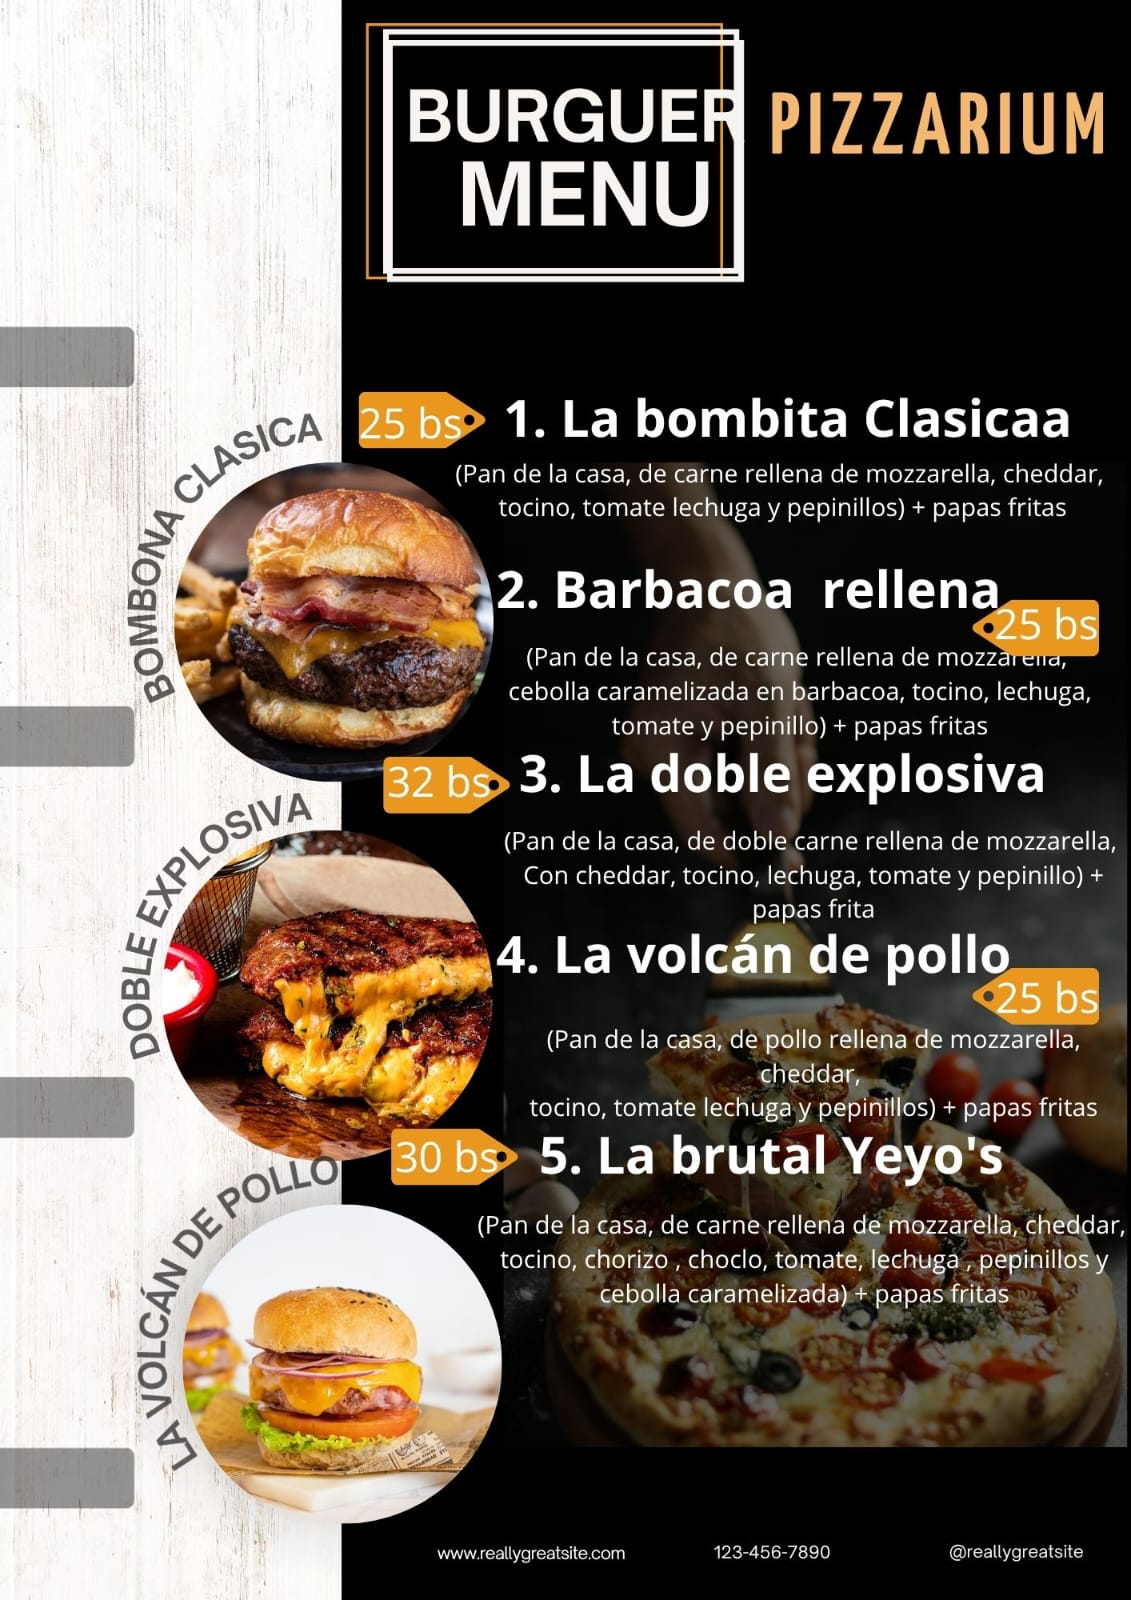 BURGUER
MENU
PIZZARIUM
BOMBONA CLASICA
25 bs
1. La bombita Clasicaa
(Pan de la casa, de carne rellena de mozzarella, cheddar,
tocino, tomate lechuga y pepinillos) + papas fritas
2. Barbacoa rellena
25 bs
(Pan de la casa, de carne rellena de mozzarella,
cebolla caramelizada en barbacoa, tocino, lechuga,
tomate y pepinillo) + papas fritas
DOBLE EXPLOSIVA
32 bs
3. La doble explosiva
(Pan de la casa, de doble carne rellena de mozzarella,
Con cheddar, tocino, lechuga, tomate y pepinillo) +
papas frita
4. La volcán de pollo
25 bs
(Pan de la casa, de pollo rellena de mozzarella,
cheddar,
tocino, tomate lechuga y pepinillos) + papas fritas
LA VOLCÁN DE POLLO
30 bs
5. La brutal Yeyo's
(Pan de la casa, de carne rellena de mozzarella, cheddar,
tocino, chorizo , choclo, tomate, lechuga , pepinillos y
cebolla caramelizada) + papas fritas
www.reallygreatsite.com
123-456-7890
@reallygreatsite